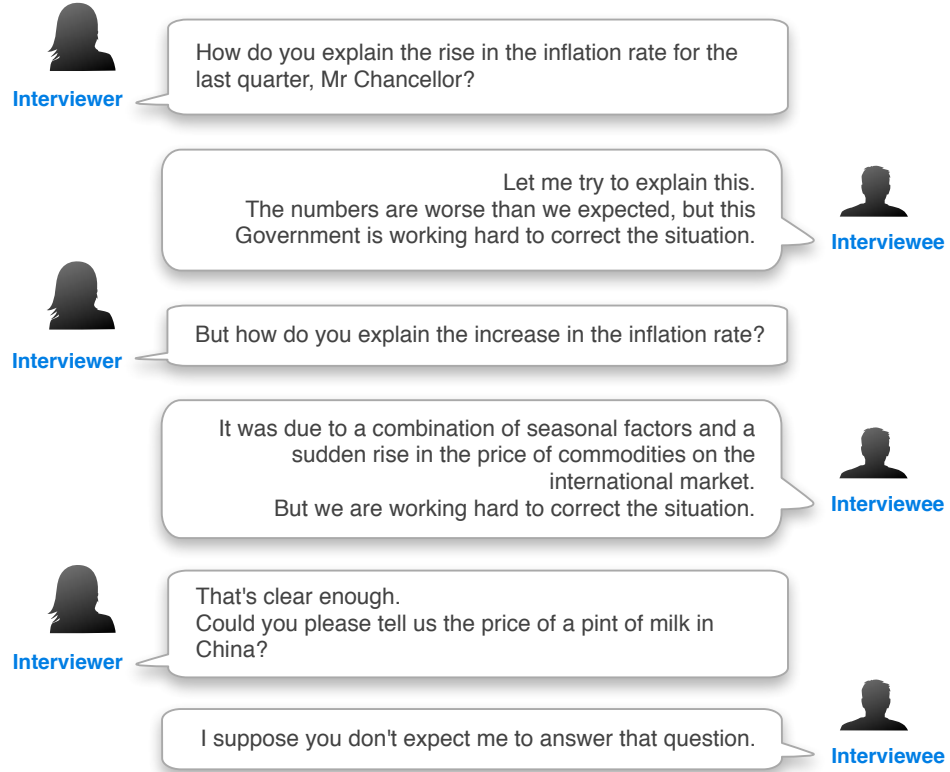 How do you explain the rise in the inflation rate for the
last quarter, Mr Chancellor?
Interviewer
Let me try to explain this.
The numbers are worse than we expected, but this
Government is working hard to correct the situation.
Interviewee
But how do you explain the increase in the inflation rate?
Interviewer
It was due to a combination of seasonal factors and a
sudden rise in the price of commodities on the
international market.
But we are working hard to correct the situation.
Interviewee
That's clear enough.
Could you please tell us the price of a pint of milk in
China?
Interviewer
I suppose you don't expect me to answer that question.
Interviewee